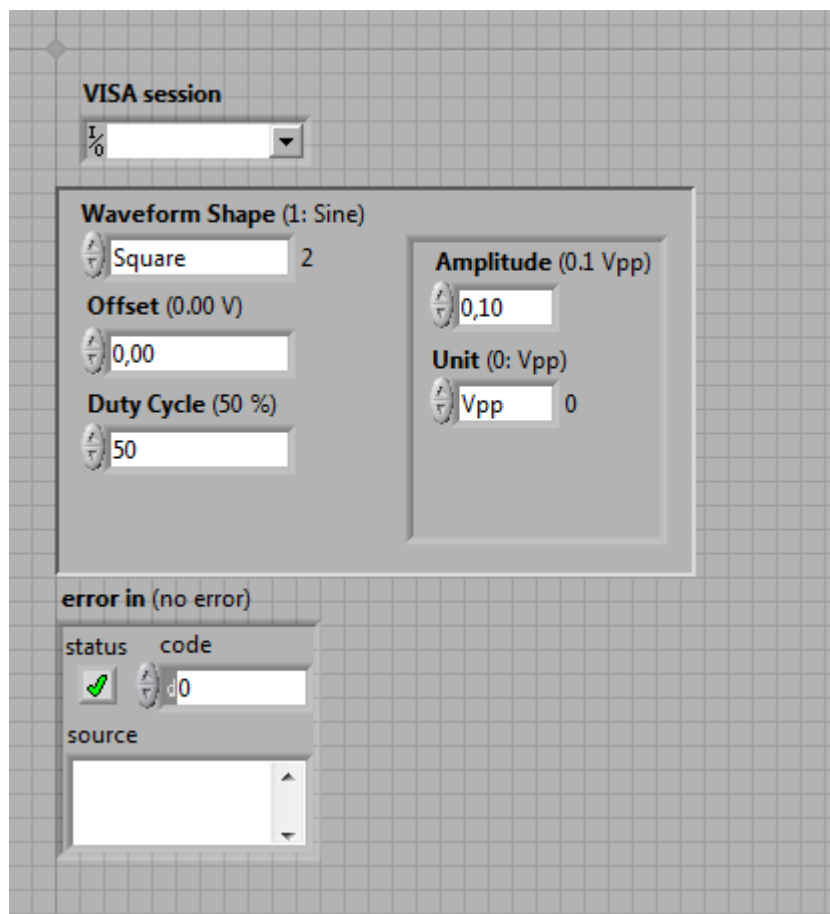 VISA session
I/O
Waveform Shape (1: Sine)
Square 2
Offset (0.00 V)
0,00
Duty Cycle (50 %)
50
Amplitude (0.1 Vpp)
0,10
Unit (0: Vpp)
Vpp 0
error in (no error)
status code
d0
source